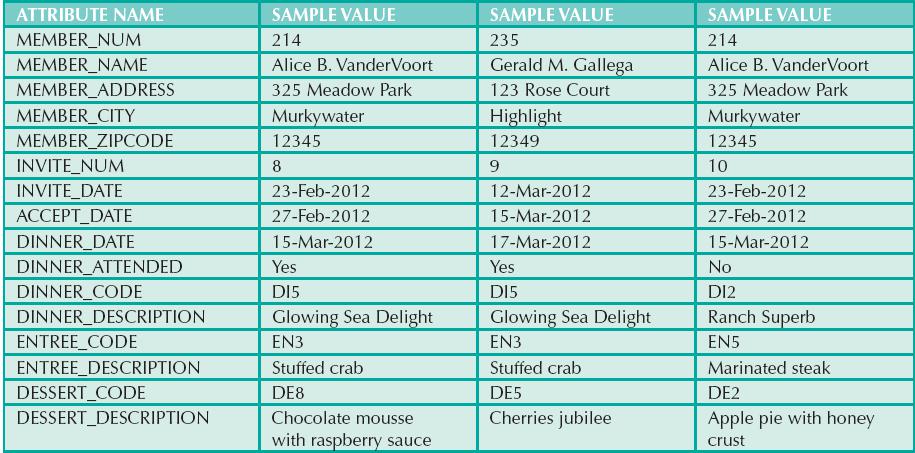 ATTRIBUTE NAME SAMPLE VALUE SAMPLE VALUE SAMPLE VALUE
MEMBER_NUM 214 235 214
MEMBER_NAME Alice B. VanderVoort Gerald M. Gallega Alice B. VanderVoort
MEMBER_ADDRESS 325 Meadow Park 123 Rose Court 325 Meadow Park
MEMBER_CITY Murkywater Highlight Murkywater
MEMBER_ZIPCODE 12345 12349 12345
INVITE_NUM 8 9 10
INVITE_DATE 23-Feb-2012 12-Mar-2012 23-Feb-2012
ACCEPT_DATE 27-Feb-2012 15-Mar-2012 27-Feb-2012
DINNER_DATE 15-Mar-2012 17-Mar-2012 15-Mar-2012
DINNER_ATTENDED Yes Yes No
DINNER_CODE DI5 DI5 DI2
DINNER_DESCRIPTION Glowing Sea Delight Glowing Sea Delight Ranch Superb
ENTREE_CODE EN3 EN3 EN5
ENTREE_DESCRIPTION Stuffed crab Stuffed crab Marinated steak
DESSERT_CODE DE8 DE5 DE2
DESSERT_DESCRIPTION Chocolate mousse Cherries jubilee Apple pie with honey
with raspberry sauce crust